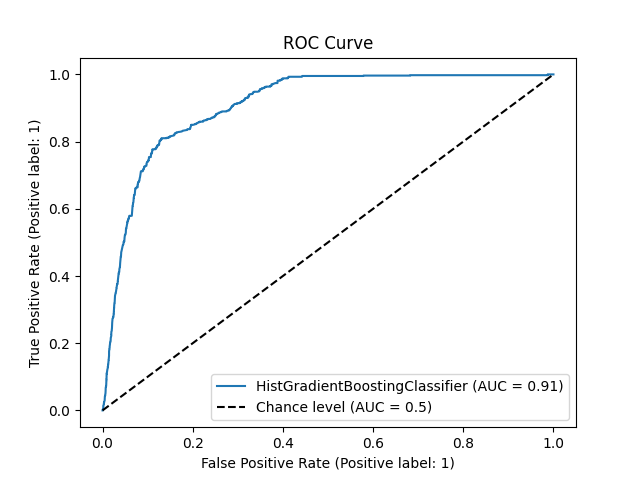 ROC Curve
1.0
0.8
0.6
0.4
0.2
0.0
True Positive Rate (Positive label: 1)
HistGradientBoostingClassifier (AUC = 0.91)
Chance level (AUC = 0.5)
0.0 0.2 0.4 0.6 0.8 1.0
False Positive Rate (Positive label: 1)